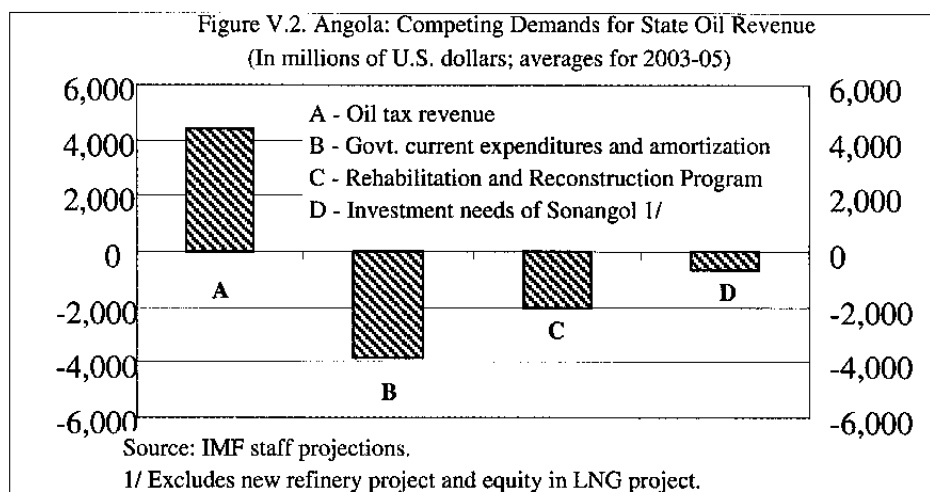 Figure V.2. Angola: Competing Demands for State Oil Revenue
(In millions of U.S. dollars; averages for 2003-05)
6,000 6,000
A - Oil tax revenue
4,000 B - Govt. current expenditures and amortization 4,000
C - Rehabilitation and Reconstruction Program
2,000 D - Investment needs of Sonangol 1/ 2,000
0 0
A D
-2,000 C -2,000
-4,000 -4,000
B
-6,000 -6,000
Source: IMF staff projections.
1/ Excludes new refinery project and equity in LNG project.